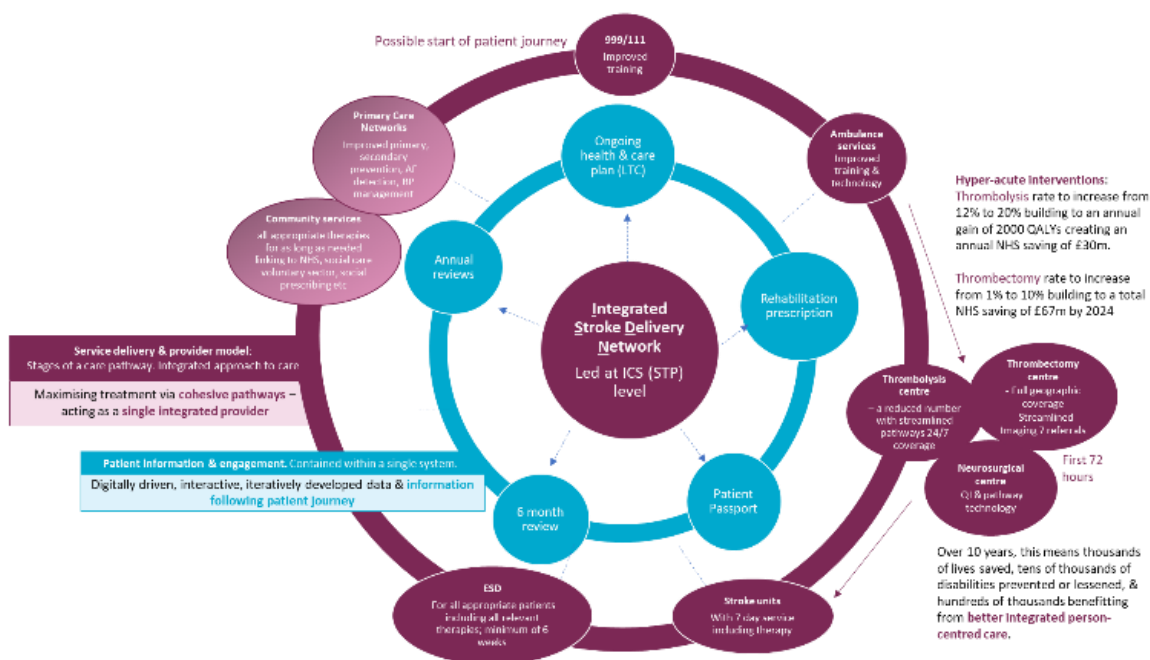 Possible start of patient journey
999/111
Improved
training
Primary Care
Networks
Improved primary,
secondary
prevention, AF
detection, BP
management
Ongoing
health & care
plan (LTC)
Ambulance
services
Improved
training &
technology
Hyper-acute Interventions:
Thrombolysis rate to increase from
12% to 20% building to an annual
gain of 2000 QALYs creating an
annual NHS saving of £30m.
Thrombectomy rate to increase
from 1% to 10% building to a total
NHS saving of £67m by 2024
Community services
all appropriate therapies
for as long as needed
linking to NHS, social care
voluntary sector, social
prescribing etc
Annual
reviews
Rehabilitation
prescription
Integrated
Stroke Delivery
Network
Led at ICS (STP)
level
Service delivery & provider model:
Stages of a care pathway. Integrated approach to care
Maximising treatment via cohesive pathways –
acting as a single integrated provider
Thrombolysis
centre
– a reduced number
with streamlined
pathways 24/7
coverage
Thrombectomy
centre
- Full geographic
coverage
Streamlined
Imaging 7 referrals
Neurosurgical
centre
QI & pathway
technology
First 72
hours
Patient information & engagement. Contained within a single system.
Digitally driven, interactive, iteratively developed data & information
following patient journey
6 month
review
Patient
Passport
ESD
For all appropriate patients
including all relevant
therapies; minimum of 6
weeks
Stroke units
With 7 day service
including therapy
Over 10 years, this means thousands
of lives saved, tens of thousands of
disabilities prevented or lessened, &
hundreds of thousands benefitting
from better integrated person-
centred care.